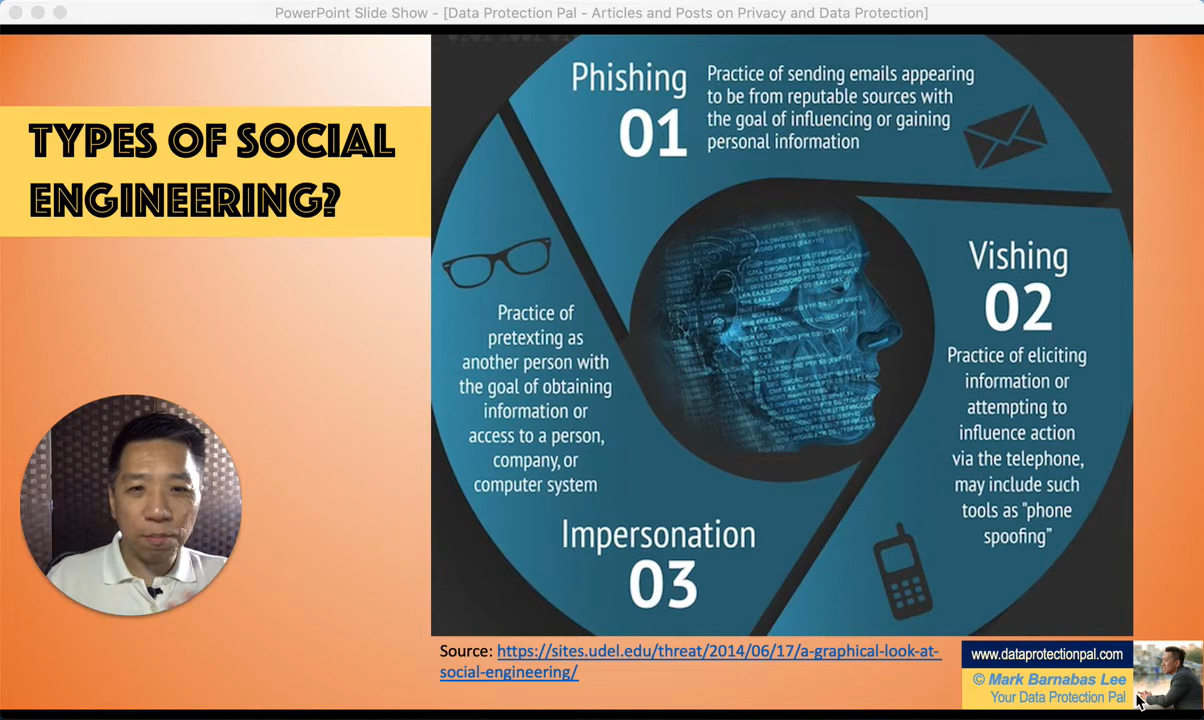 PowerPoint Slide Show - [Data Protection Pal - Articles and Posts on Privacy and Data Protection]
TYPES OF SOCIAL
ENGINEERING?
Phishing
01
Practice of sending emails appearing
to be from reputable sources with
the goal of influencing or gaining
personal information
Vishing
02
Practice of eliciting
information or
attempting to
influence action
via the telephone,
may include such
tools as "phone
spoofing”
Practice of
pretexting as
another person with
the goal of obtaining
information or
access to a person,
company, or
computer system
Impersonation
03
Source: https://sites.udel.edu/threat/2014/06/17/a-graphical-look-at-
social-engineering/
www.dataprotectionpal.com
© Mark Barnabas Lee
Your Data Protection Pal